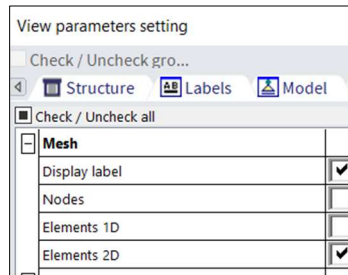 View parameters setting
Check / Uncheck gro...
Structure AB Labels Model
Check / Uncheck all
Mesh
Display label
Nodes
Elements 1D
Elements 2D